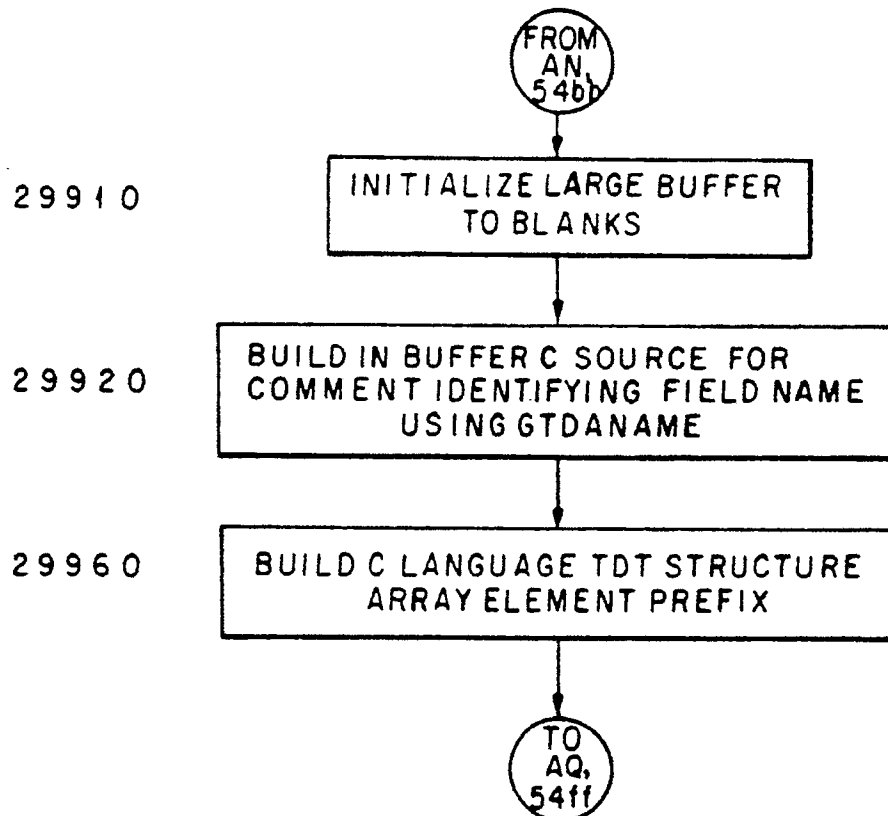 FROM
AN,
54bb
29910
INITIALIZE LARGE BUFFER
TO BLANKS
29920
BUILD IN BUFFER C SOURCE FOR
COMMENT IDENTIFYING FIELD NAME
USING GTDANAME
29960
BUILD C LANGUAGE TDT STRUCTURE
ARRAY ELEMENT PREFIX
TO
AQ,
54ff